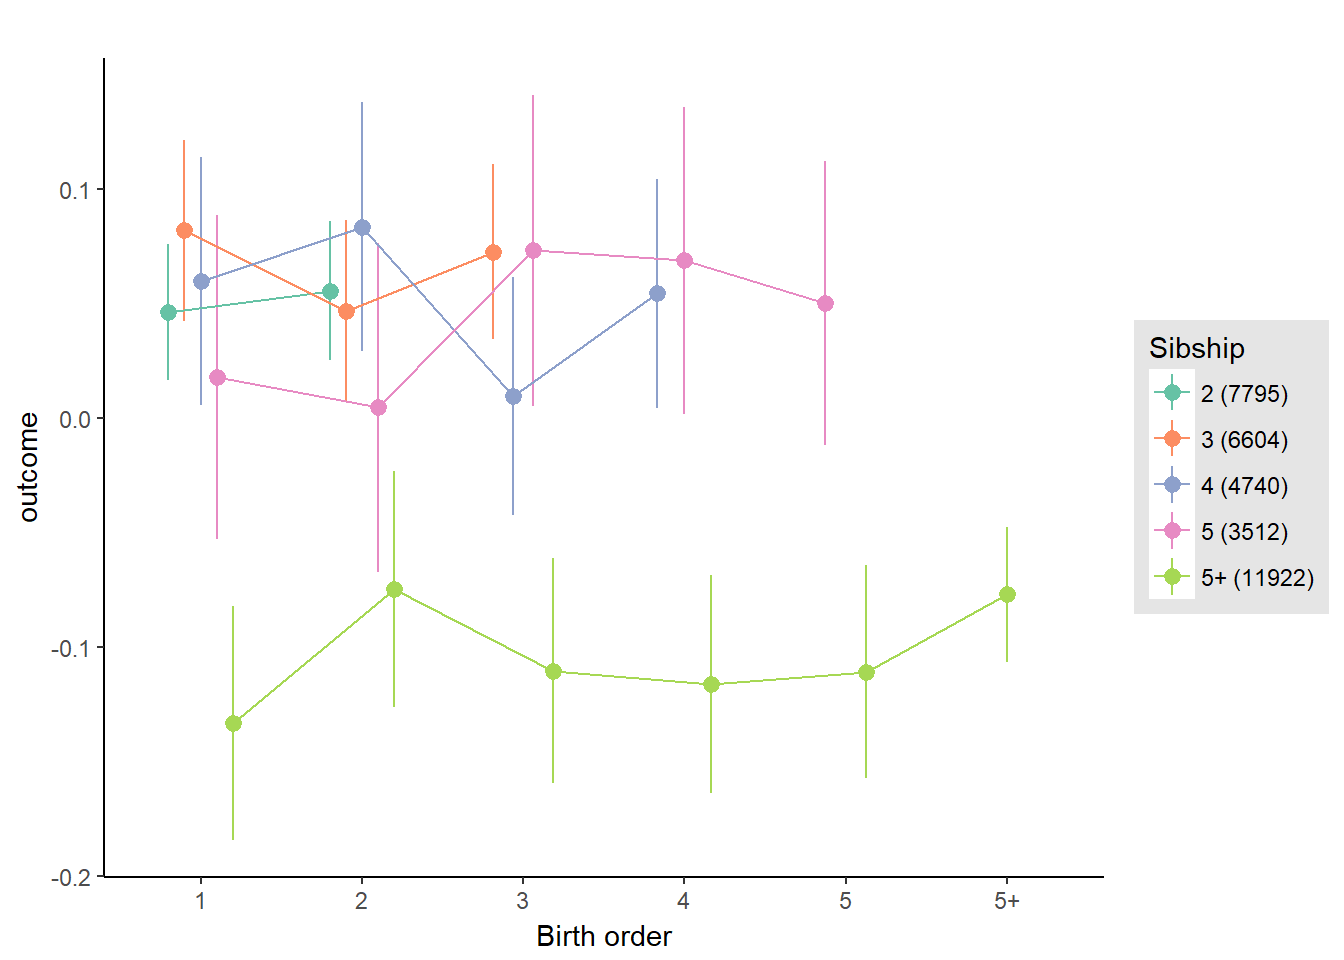 0.1
0.0
-0.1
-0.2
outcome
1 2 3 4 5 5+
Birth order
Sibship
2 (7795)
3 (6604)
4 (4740)
5 (3512)
5+ (11922)